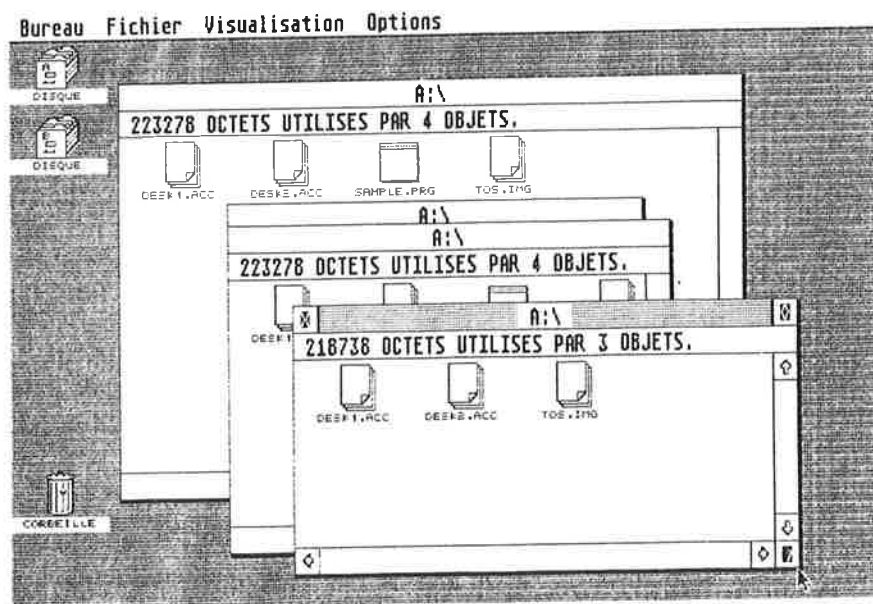 Bureau Fichier Visualisation Options
A
DISQUE
B
DISQUE
A:\
223278 OCTETS UTILISES PAR 4 OBJETS.
DESK1.ACC DESK2.ACC SAMPLE.PRG TOS.IMG
A:\
A:\
223278 OCTETS UTILISES PAR 4 OBJETS.
A:\
218738 OCTETS UTILISES PAR 3 OBJETS.
DESK1.ACC DESK2.ACC TOS.IMG
CORBEILLE